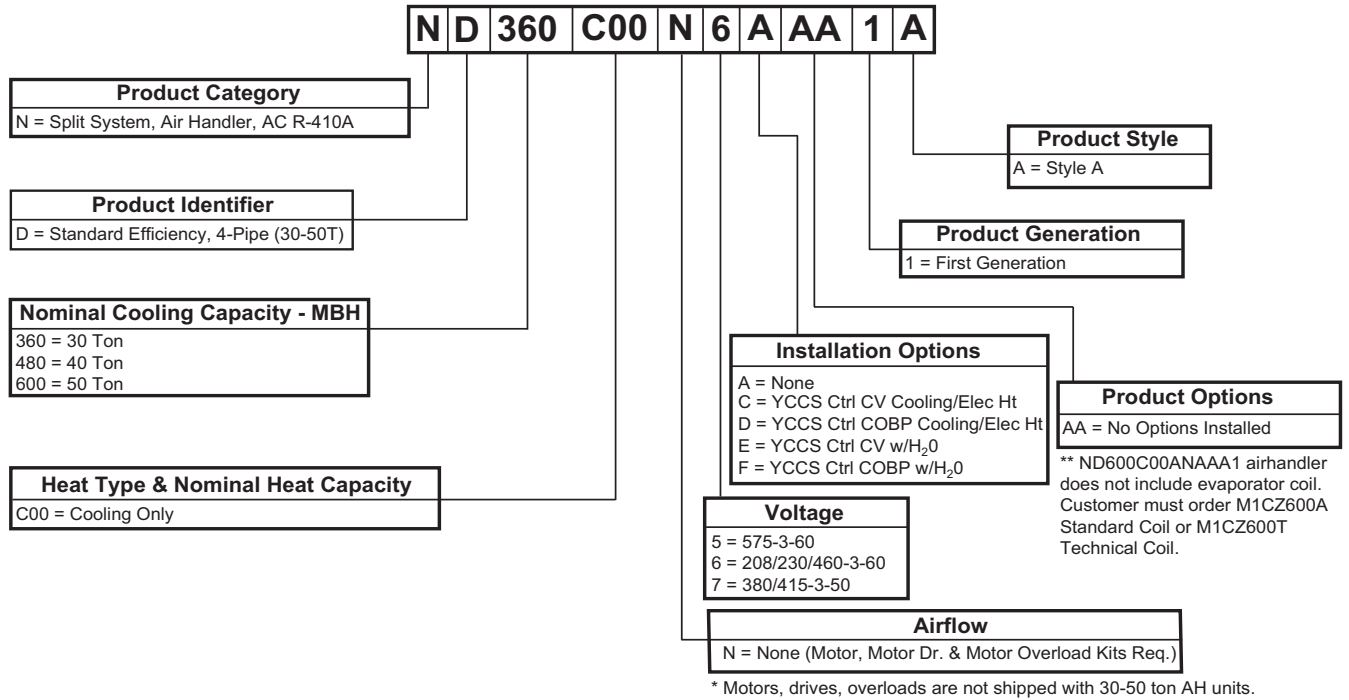 N D 360 C00 N 6 A AA 1 A
Product Category
N = Split System, Air Handler, AC R-410A
Product Identifier
D = Standard Efficiency, 4-Pipe (30-50T)
Nominal Cooling Capacity - MBH
360 = 30 Ton
480 = 40 Ton
600 = 50 Ton
Heat Type & Nominal Heat Capacity
C00 = Cooling Only
Product Style
A = Style A
Product Generation
1 = First Generation
Installation Options
A = None
C = YCCS Ctrl CV Cooling/Elec Ht
D = YCCS Ctrl COBP Cooling/Elec Ht
E = YCCS Ctrl CV w/H₂0
F = YCCS Ctrl COBP w/H₂0
Product Options
AA = No Options Installed
** ND600C00ANAAA1 airhandler
does not include evaporator coil.
Customer must order M1CZ600A
Standard Coil or M1CZ600T
Technical Coil.
Voltage
5 = 575-3-60
6 = 208/230/460-3-60
7 = 380/415-3-50
Airflow
N = None (Motor, Motor Dr. & Motor Overload Kits Req.)
* Motors, drives, overloads are not shipped with 30-50 ton AH units.